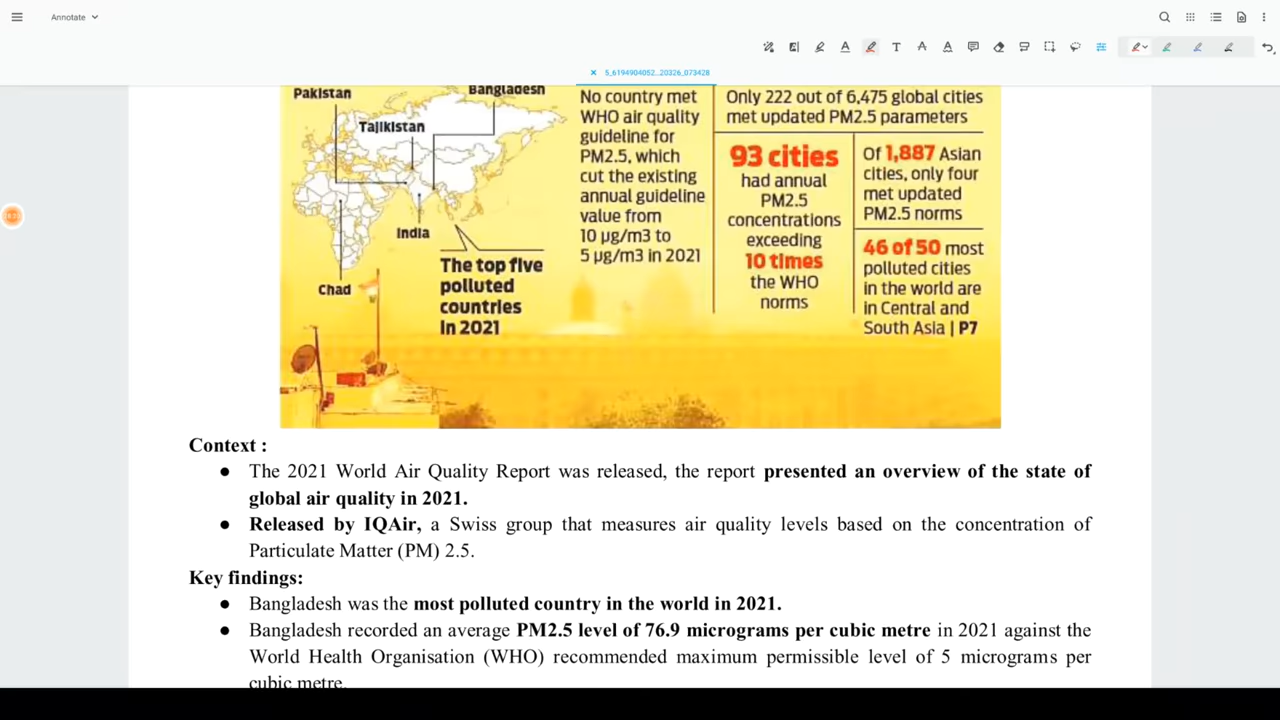 Annotate
5_6194904052...20326_073428
Pakistan
Bangladesh
Tajikistan
India
Chad
The top five
polluted
countries
in 2021
No country met
WHO air quality
guideline for
PM2.5, which
cut the existing
annual guideline
value from
10 µg/m3 to
5 µg/m3 in 2021
Only 222 out of 6,475 global cities
met updated PM2.5 parameters
93 cities
had annual
PM2.5
concentrations
exceeding
10 times
the WHO
norms
Of 1,887 Asian
cities, only four
met updated
PM2.5 norms
46 of 50 most
polluted cities
in the world are
in Central and
South Asia | P7
Context :
● The 2021 World Air Quality Report was released, the report presented an overview of the state of
global air quality in 2021.
● Released by IQAir, a Swiss group that measures air quality levels based on the concentration of
Particulate Matter (PM) 2.5.
Key findings:
● Bangladesh was the most polluted country in the world in 2021.
● Bangladesh recorded an average PM2.5 level of 76.9 micrograms per cubic metre in 2021 against the
World Health Organisation (WHO) recommended maximum permissible level of 5 micrograms per
cubic metre.